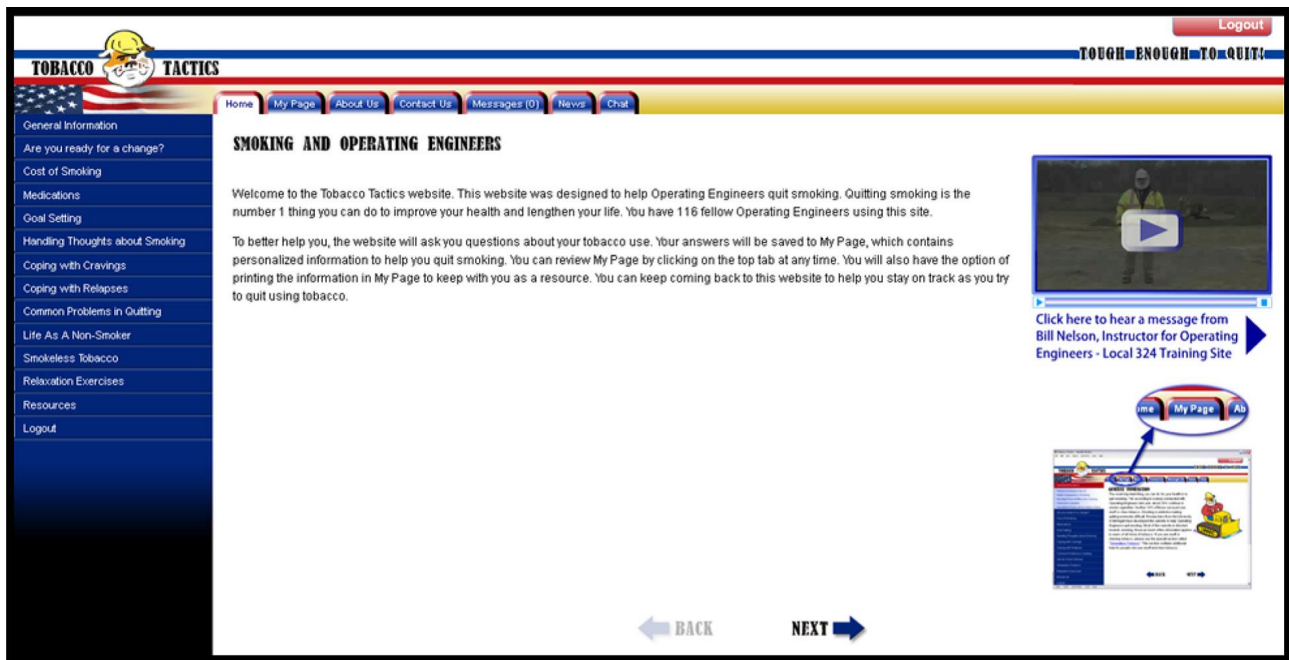 Logout
TOUGH ENOUGH TO QUIT!
TOBACCO TACTICS
Home My Page About Us Contact Us Messages (0) News Chat
General Information
Are you ready for a change?
Cost of Smoking
Medications
Goal Setting
Handling Thoughts about Smoking
Coping with Cravings
Coping with Relapses
Common Problems in Quitting
Life As A Non-Smoker
Smokeless Tobacco
Relaxation Exercises
Resources
Logout
SMOKING AND OPERATING ENGINEERS
Welcome to the Tobacco Tactics website. This website was designed to help Operating Engineers quit smoking. Quitting smoking is the
number 1 thing you can do to improve your health and lengthen your life. You have 116 fellow Operating Engineers using this site.
To better help you, the website will ask you questions about your tobacco use. Your answers will be saved to My Page, which contains
personalized information to help you quit smoking. You can review My Page by clicking on the top tab at any time. You will also have the option of
printing the information in My Page to keep with you as a resource. You can keep coming back to this website to help you stay on track as you try
to quit using tobacco.
Click here to hear a message from
Bill Nelson, Instructor for Operating
Engineers - Local 324 Training Site
ome My Page Ab
BACK NEXT